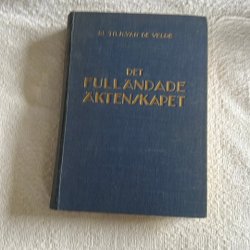 VAN DE VELDE
DET
FULLÄNDADE
ÄKTENSKAPET